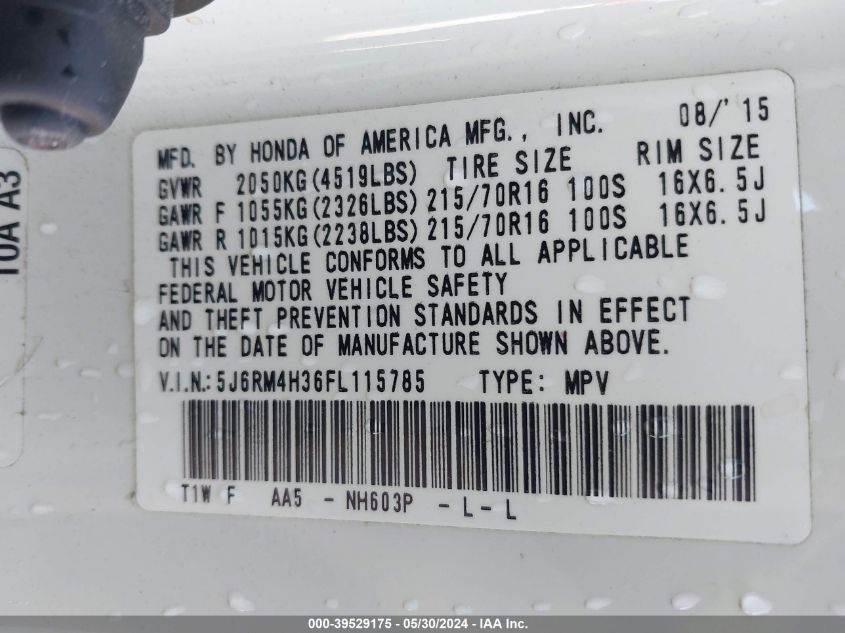 MFD. BY HONDA OF AMERICA MFG., INC. 08/'15
GVWR 2050KG(4519LBS) TIRE SIZE RIM SIZE
GAWR F 1055KG(2326LBS) 215/70R16 100S 16X6.5J
GAWR R 1015KG(2238LBS) 215/70R16 100S 16X6.5J
THIS VEHICLE CONFORMS TO ALL APPLICABLE
FEDERAL MOTOR VEHICLE SAFETY
AND THEFT PREVENTION STANDARDS IN EFFECT
ON THE DATE OF MANUFACTURE SHOWN ABOVE.
V.I.N.: 5J6RM4H36FL115785 TYPE: MPV
T1W F AA5 - NH603P - L - L
T0A A3
000-39529175 - 05/30/2024 - IAA Inc.